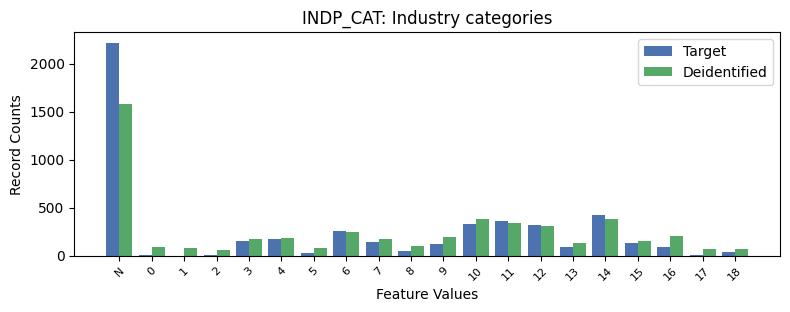 INDP_CAT: Industry categories
Target
Deidentified
Record Counts
2000
1500
1000
500
0
N 0 1 2 3 4 5 6 7 8 9 10 11 12 13 14 15 16 17 18
Feature Values